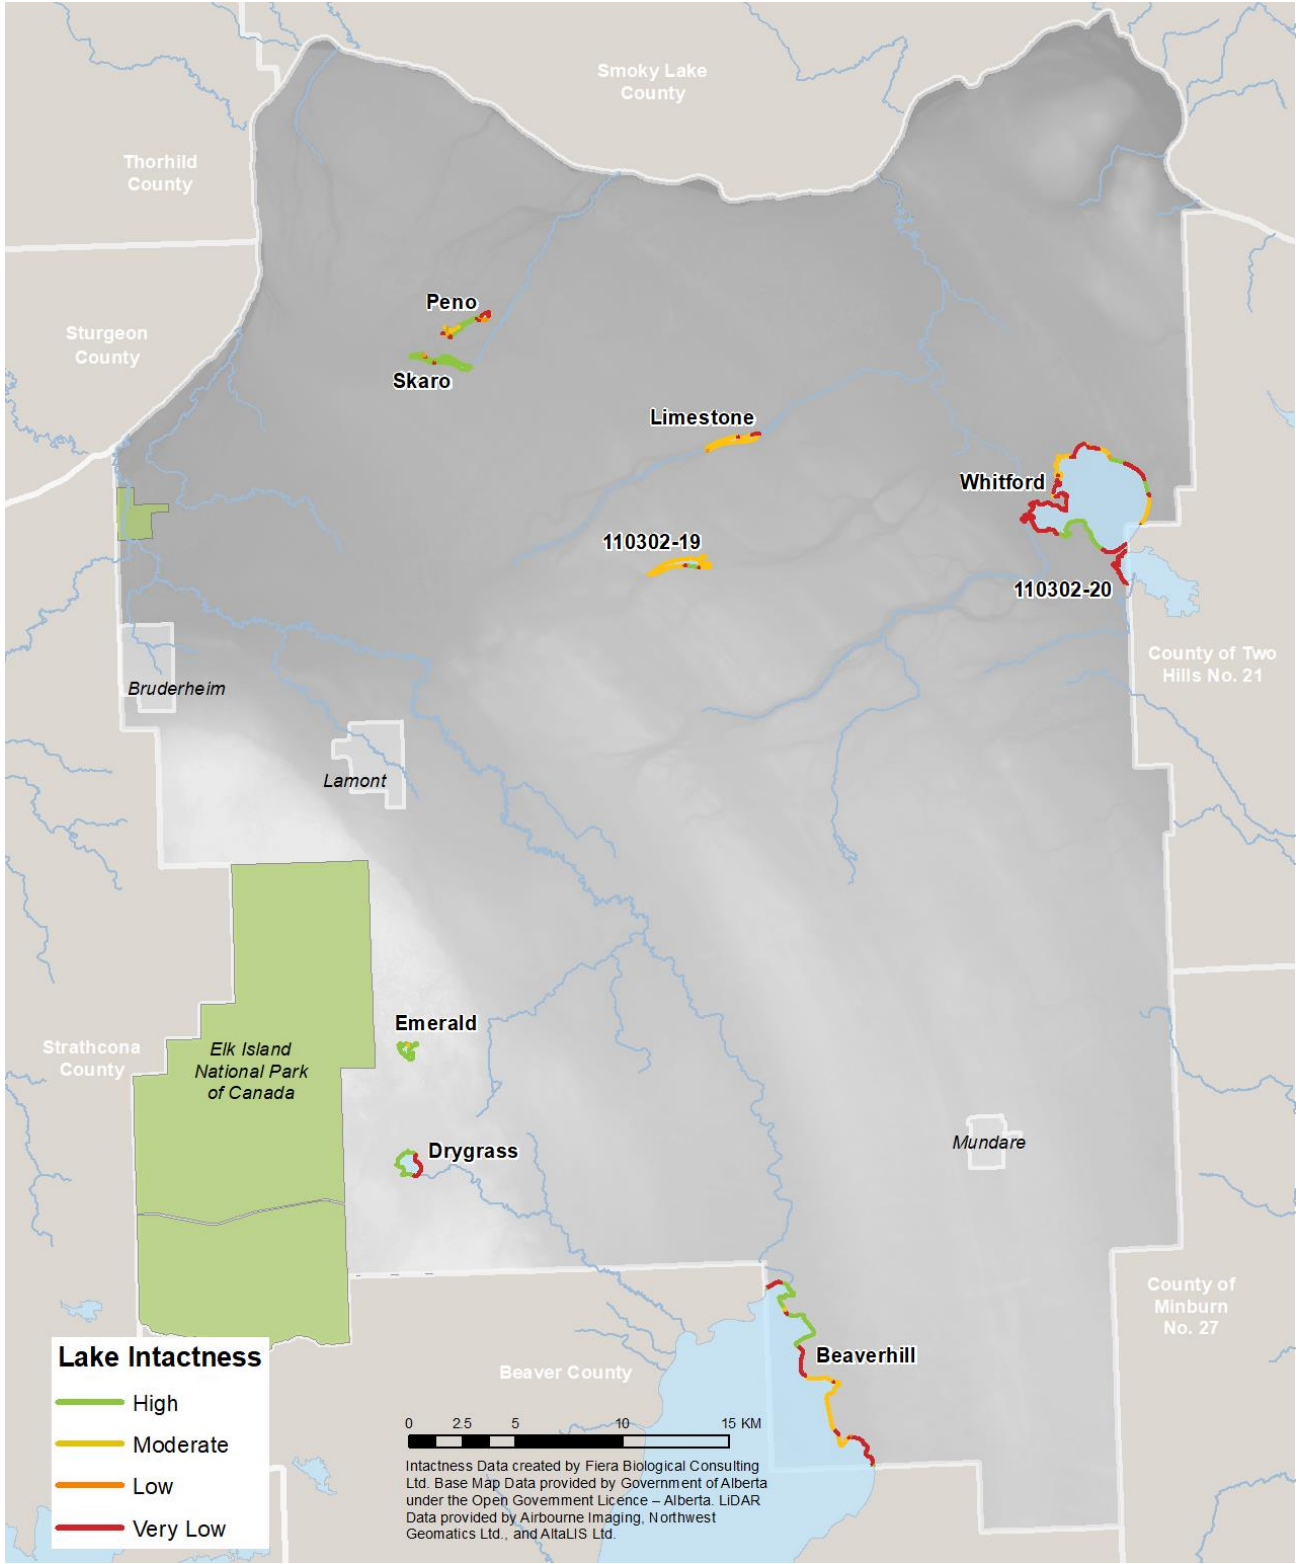 Smoky Lake
County
Thorhild
County
Sturgeon
County
Peno
Skaro
Limestone
Whitford
110302-19
110302-20
County of Two
Hills No. 21
Bruderheim
Lamont
Emerald
Strathcona
County
Elk Island
National Park
of Canada
Drygrass
Mundare
County of
Minburn
No. 27
Beaverhill
Beaver County
Lake Intactness
High
Moderate
Low
Very Low
0 2.5 5 10 15 KM
Intactness Data created by Fiera Biological Consulting
Ltd. Base Map Data provided by Government of Alberta
under the Open Government Licence – Alberta. LiDAR
Data provided by Airbourne Imaging, Northwest
Geomatics Ltd., and AltaLIS Ltd.